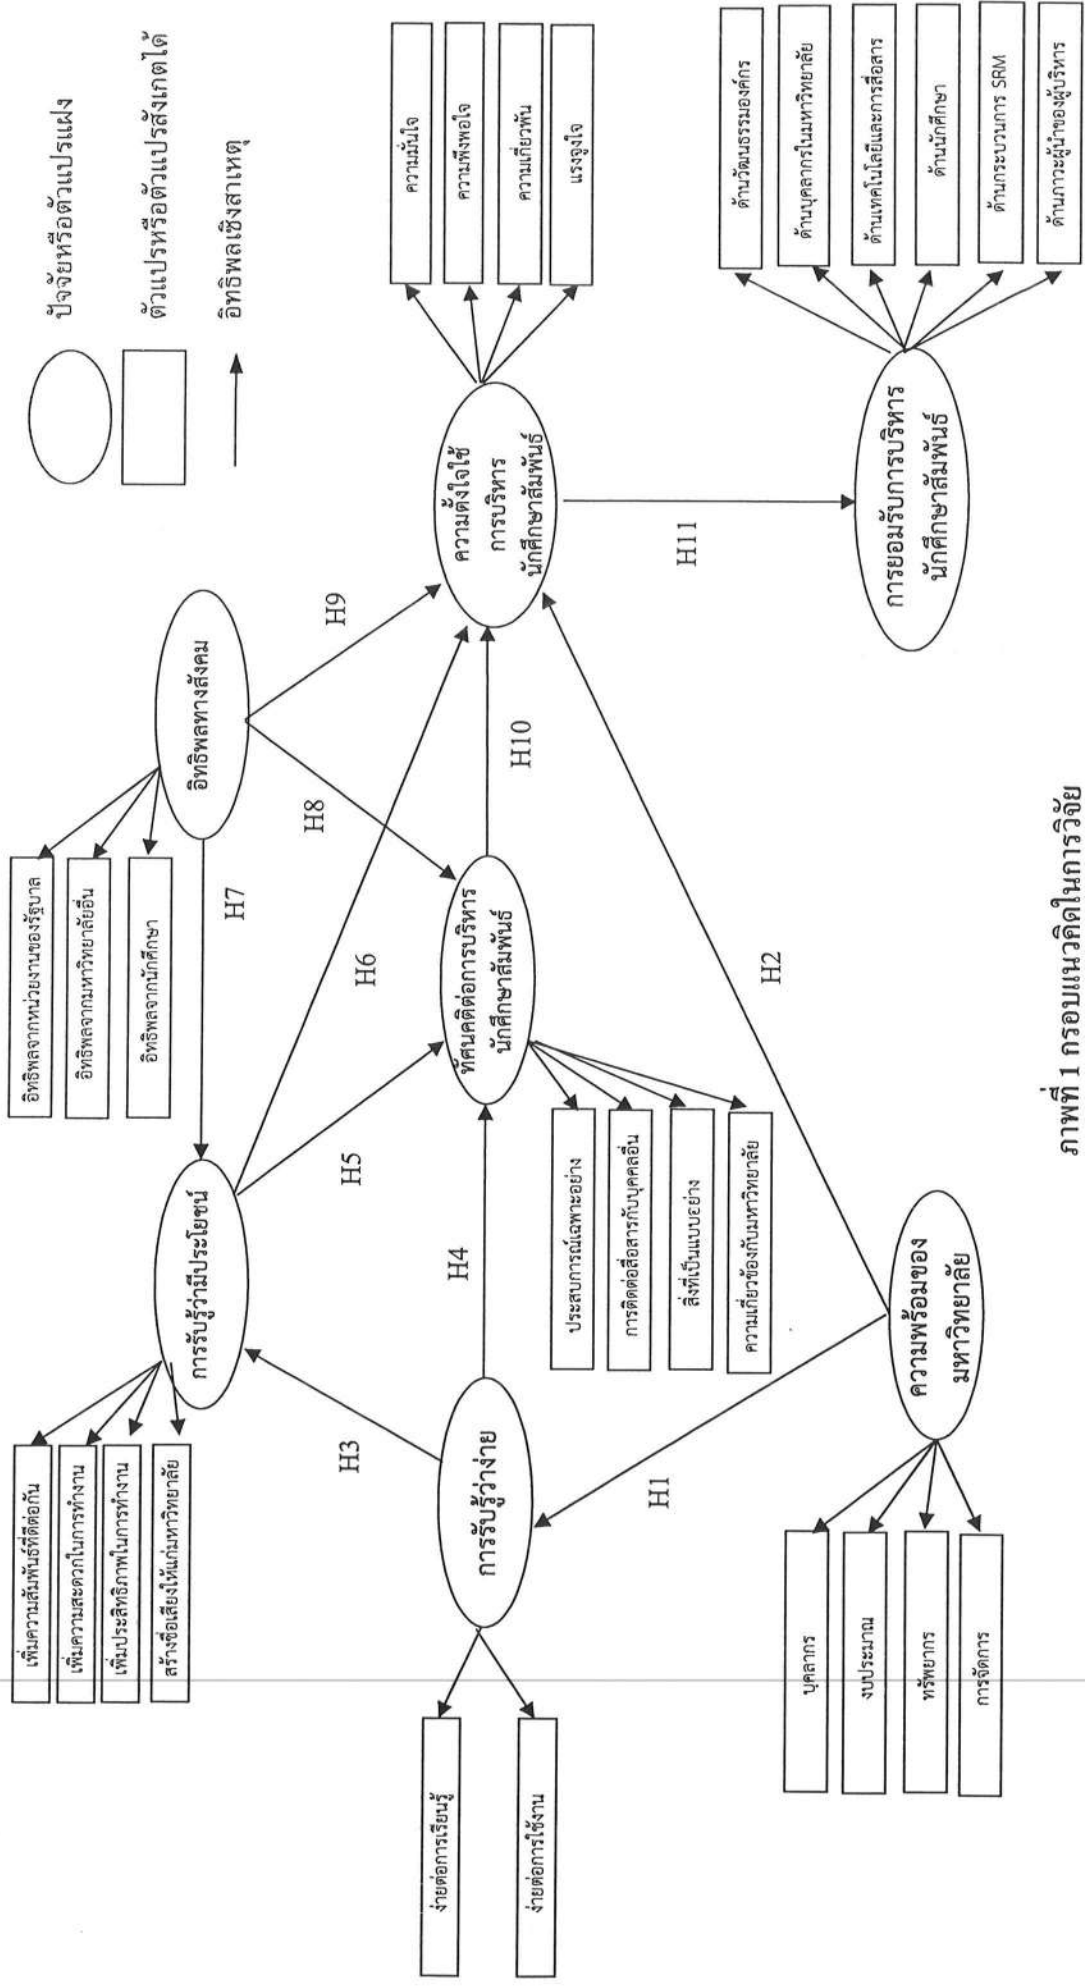 ปัจจัยหรือตัวแปรแฝง
ตัวแปรหรือตัวแปรสังเกตได้
อิทธิพลเชิงสาเหตุ
เพิ่มความสัมพันธ์ที่ดีต่อกัน
เพิ่มความสะดวกในการทำงาน
เพิ่มประสิทธิภาพในการทำงาน
สร้างชื่อเสียงให้แก่มหาวิทยาลัย
การรับรู้ว่ามีประโยชน์
อิทธิพลจากหน่วยงานของรัฐบาล
อิทธิพลจากมหาวิทยาลัยอื่น
อิทธิพลจากนักศึกษา
อิทธิพลทางสังคม
H7
H3
H5
H6
H8
H9
ง่ายต่อการเรียนรู้
ง่ายต่อการใช้งาน
การรับรู้ว่าง่าย
H4
ทัศนคติต่อการบริหาร
นักศึกษาสัมพันธ์
H10
ความตั้งใจใช้
การบริหาร
นักศึกษาสัมพันธ์
ความมั่นใจ
ความพึงพอใจ
ความเกี่ยวพัน
แรงจูงใจ
ประสบการณ์เฉพาะอย่าง
การติดต่อสื่อสารกับบุคคลอื่น
สิ่งที่เป็นแบบอย่าง
ความเกี่ยวข้องกับมหาวิทยาลัย
H1
H2
H11
บุคลากร
งบประมาณ
ทรัพยากร
การจัดการ
ความพร้อมของ
มหาวิทยาลัย
การยอมรับการบริหาร
นักศึกษาสัมพันธ์
ด้านวัฒนธรรมองค์กร
ด้านบุคลากรในมหาวิทยาลัย
ด้านเทคโนโลยีและการสื่อสาร
ด้านนักศึกษา
ด้านกระบวนการ SRM
ด้านภาวะผู้นำของผู้บริหาร
ภาพที่ 1 กรอบแนวคิดในการวิจัย